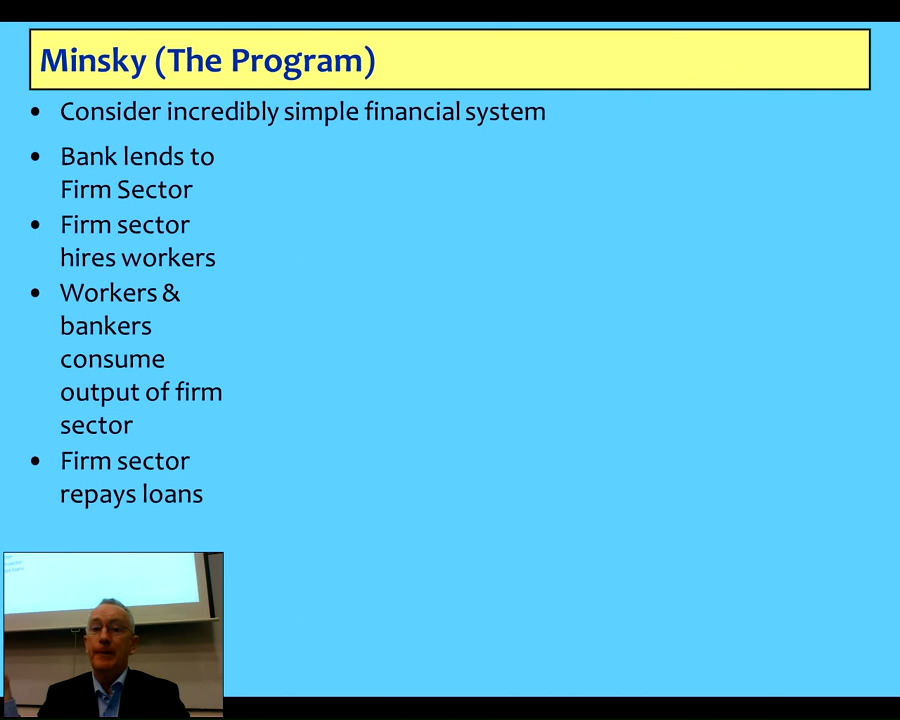 Minsky (The Program)
• Consider incredibly simple financial system
• Bank lends to
Firm Sector
• Firm sector
hires workers
• Workers &
bankers
consume
output of firm
sector
• Firm sector
repays loans